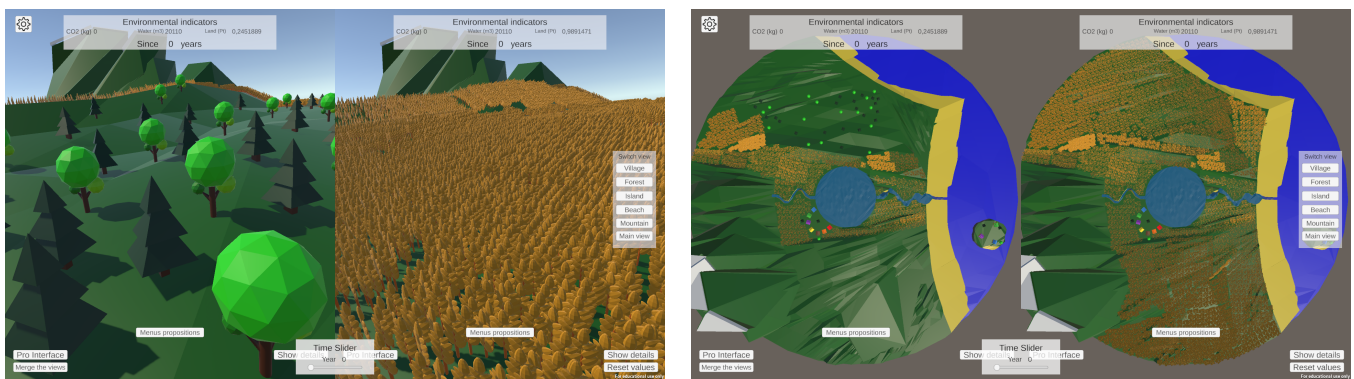 Environmental indicators
CO2 (kg) 0 Water (m3) 20110 Land (Pt) 0,2451889
Since 0 years
Environmental indicators
CO2 (kg) 0 Water (m3) 20110 Land (Pt) 0,9891471
Since 0 years
Switch view
Village
Forest
Island
Beach
Mountain
Main view
Menus propositions
Menus propositions
Pro Interface
Merge the views
Show details
Time Slider
Year 0
Pro Interface
Show details
Reset values
For educational use only
Environmental indicators
CO2 (kg) 0 Water (m3) 20110 Land (Pt) 0,2451889
Since 0 years
Environmental indicators
CO2 (kg) 0 Water (m3) 20110 Land (Pt) 0,9891471
Since 0 years
Switch view
Village
Forest
Island
Beach
Mountain
Main view
Menus propositions
Menus propositions
Pro Interface
Merge the views
Show details
Time Slider
Year 0
Pro Interface
Show details
Reset values
For educational use only